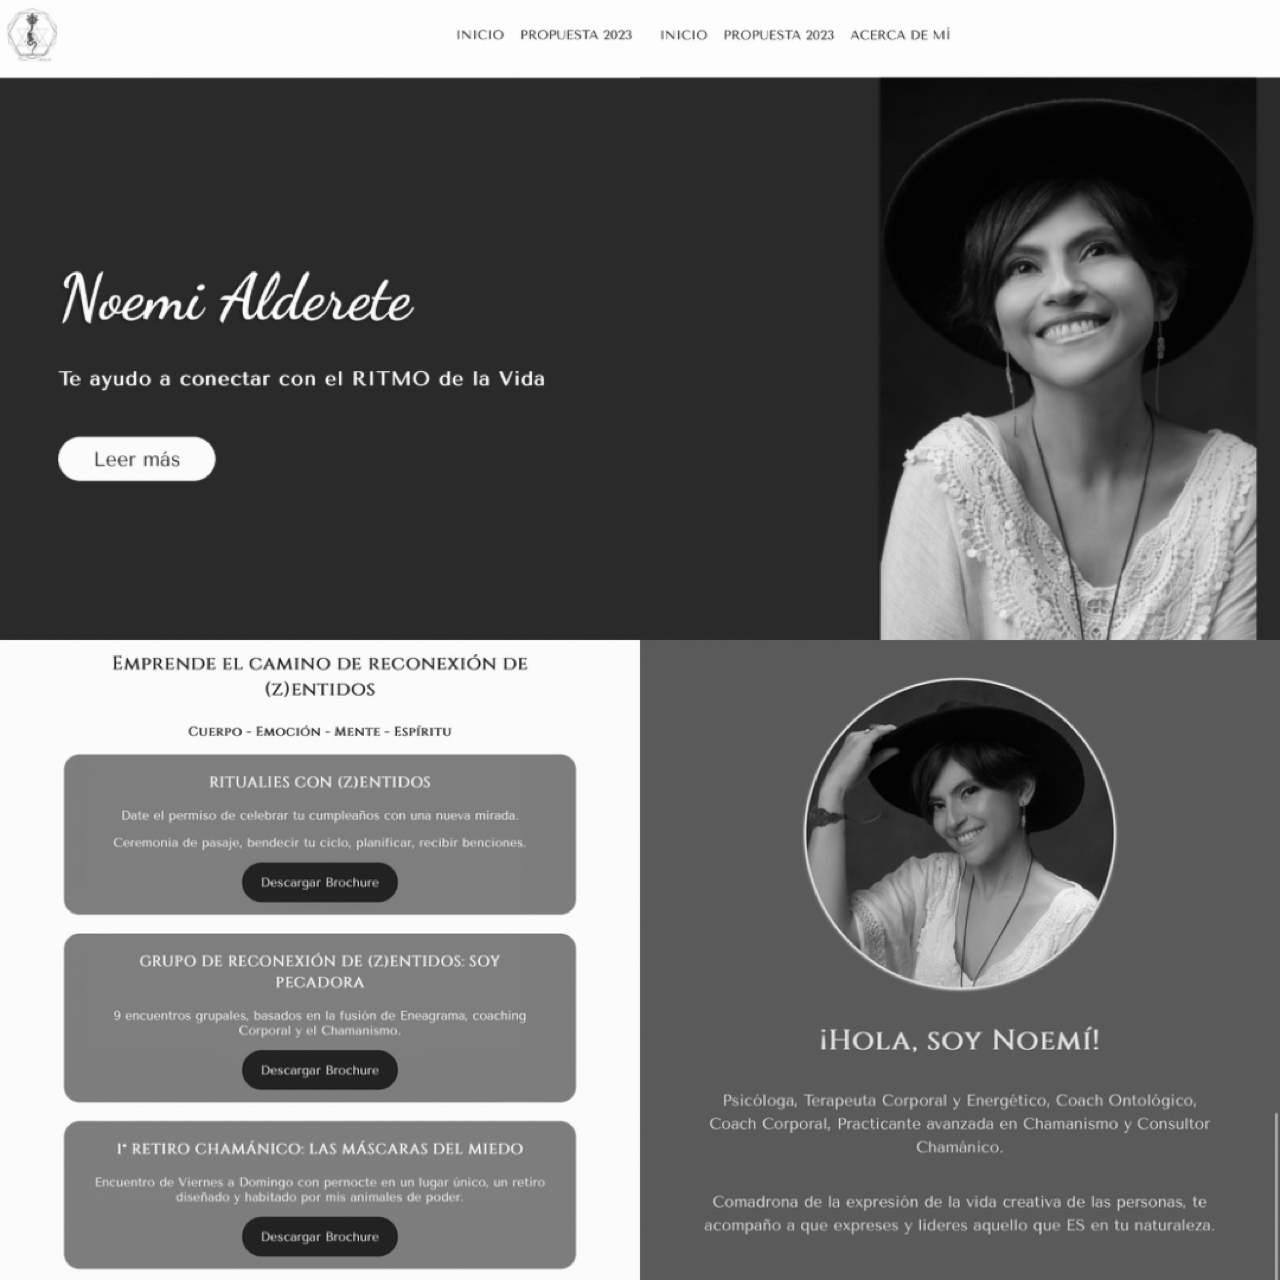 INICIO PROPUESTA 2023 INICIO PROPUESTA 2023 ACERCA DE MÍ
Noemi Alderete
Te ayudo a conectar con el RITMO de la Vida
Leer más
Emprende el camino de reconexión de
(z)entidos
Cuerpo - Emoción - Mente - Espíritu
RITUALIES CON (Z)ENTIDOS
Date el permiso de celebrar tu cumpleaños con una nueva mirada.
Ceremonia de pasaje, bendecir tu ciclo, planificar, recibir benciones.
Descargar Brochure
GRUPO DE RECONEXIÓN DE (Z)ENTIDOS: SOY
PECADORA
9 encuentros grupales, basados en la fusión de Eneagrama, coaching
Corporal y el Chamanismo.
Descargar Brochure
1° RETIRO CHAMÁNICO: LAS MÁSCARAS DEL MIEDO
Encuentro de Viernes a Domingo con pernocte en un lugar único, un retiro
diseñado y habitado por mis animales de poder.
Descargar Brochure
¡Hola, soy Noemí!
Psicóloga, Terapeuta Corporal y Energético, Coach Ontológico,
Coach Corporal, Practicante avanzada en Chamanismo y Consultor
Chamánico.
Comadrona de la expresión de la vida creativa de las personas, te
acompaño a que expreses y lideres aquello que ES en tu naturaleza.